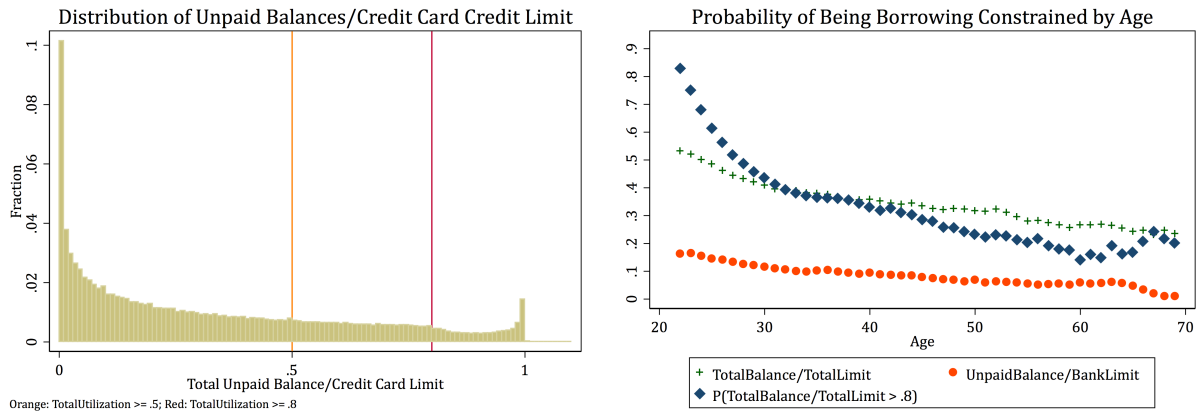 Distribution of Unpaid Balances/Credit Card Credit Limit
.1
.08
.06
.04
.02
0
Fraction
0
.5
1
Total Unpaid Balance/Credit Card Limit
Orange: TotalUtilization >= .5; Red: TotalUtilization >= .8
Probability of Being Borrowing Constrained by Age
.9
.8
.7
.6
.5
.4
.3
.2
.1
0
20
30
40
50
60
70
Age
TotalBalance/TotalLimit
UnpaidBalance/BankLimit
P(TotalBalance/TotalLimit > .8)